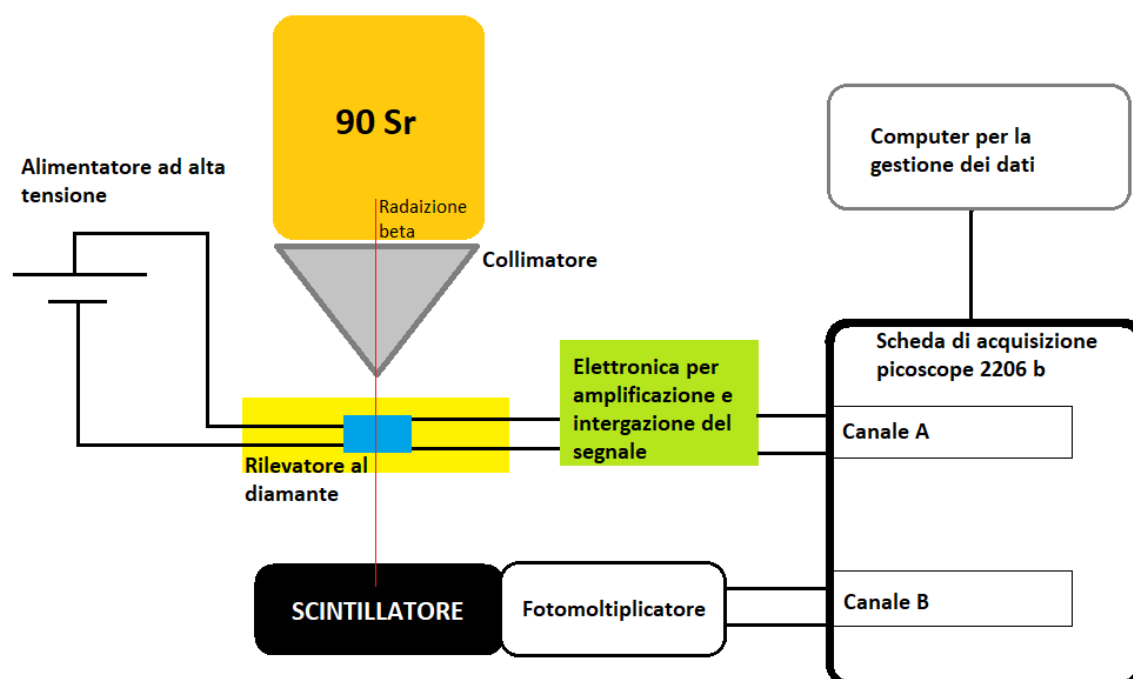 90 Sr
Alimentatore ad alta
tensione
Radaizione
beta
Collimatore
Computer per la
gestione dei dati
Scheda di acquisizione
picoscope 2206 b
Elettronica per
amplificazione e
intergazione del
segnale
Canale A
Rilevatore al
diamante
SCINTILLATORE
Fotomoltiplicatore
Canale B